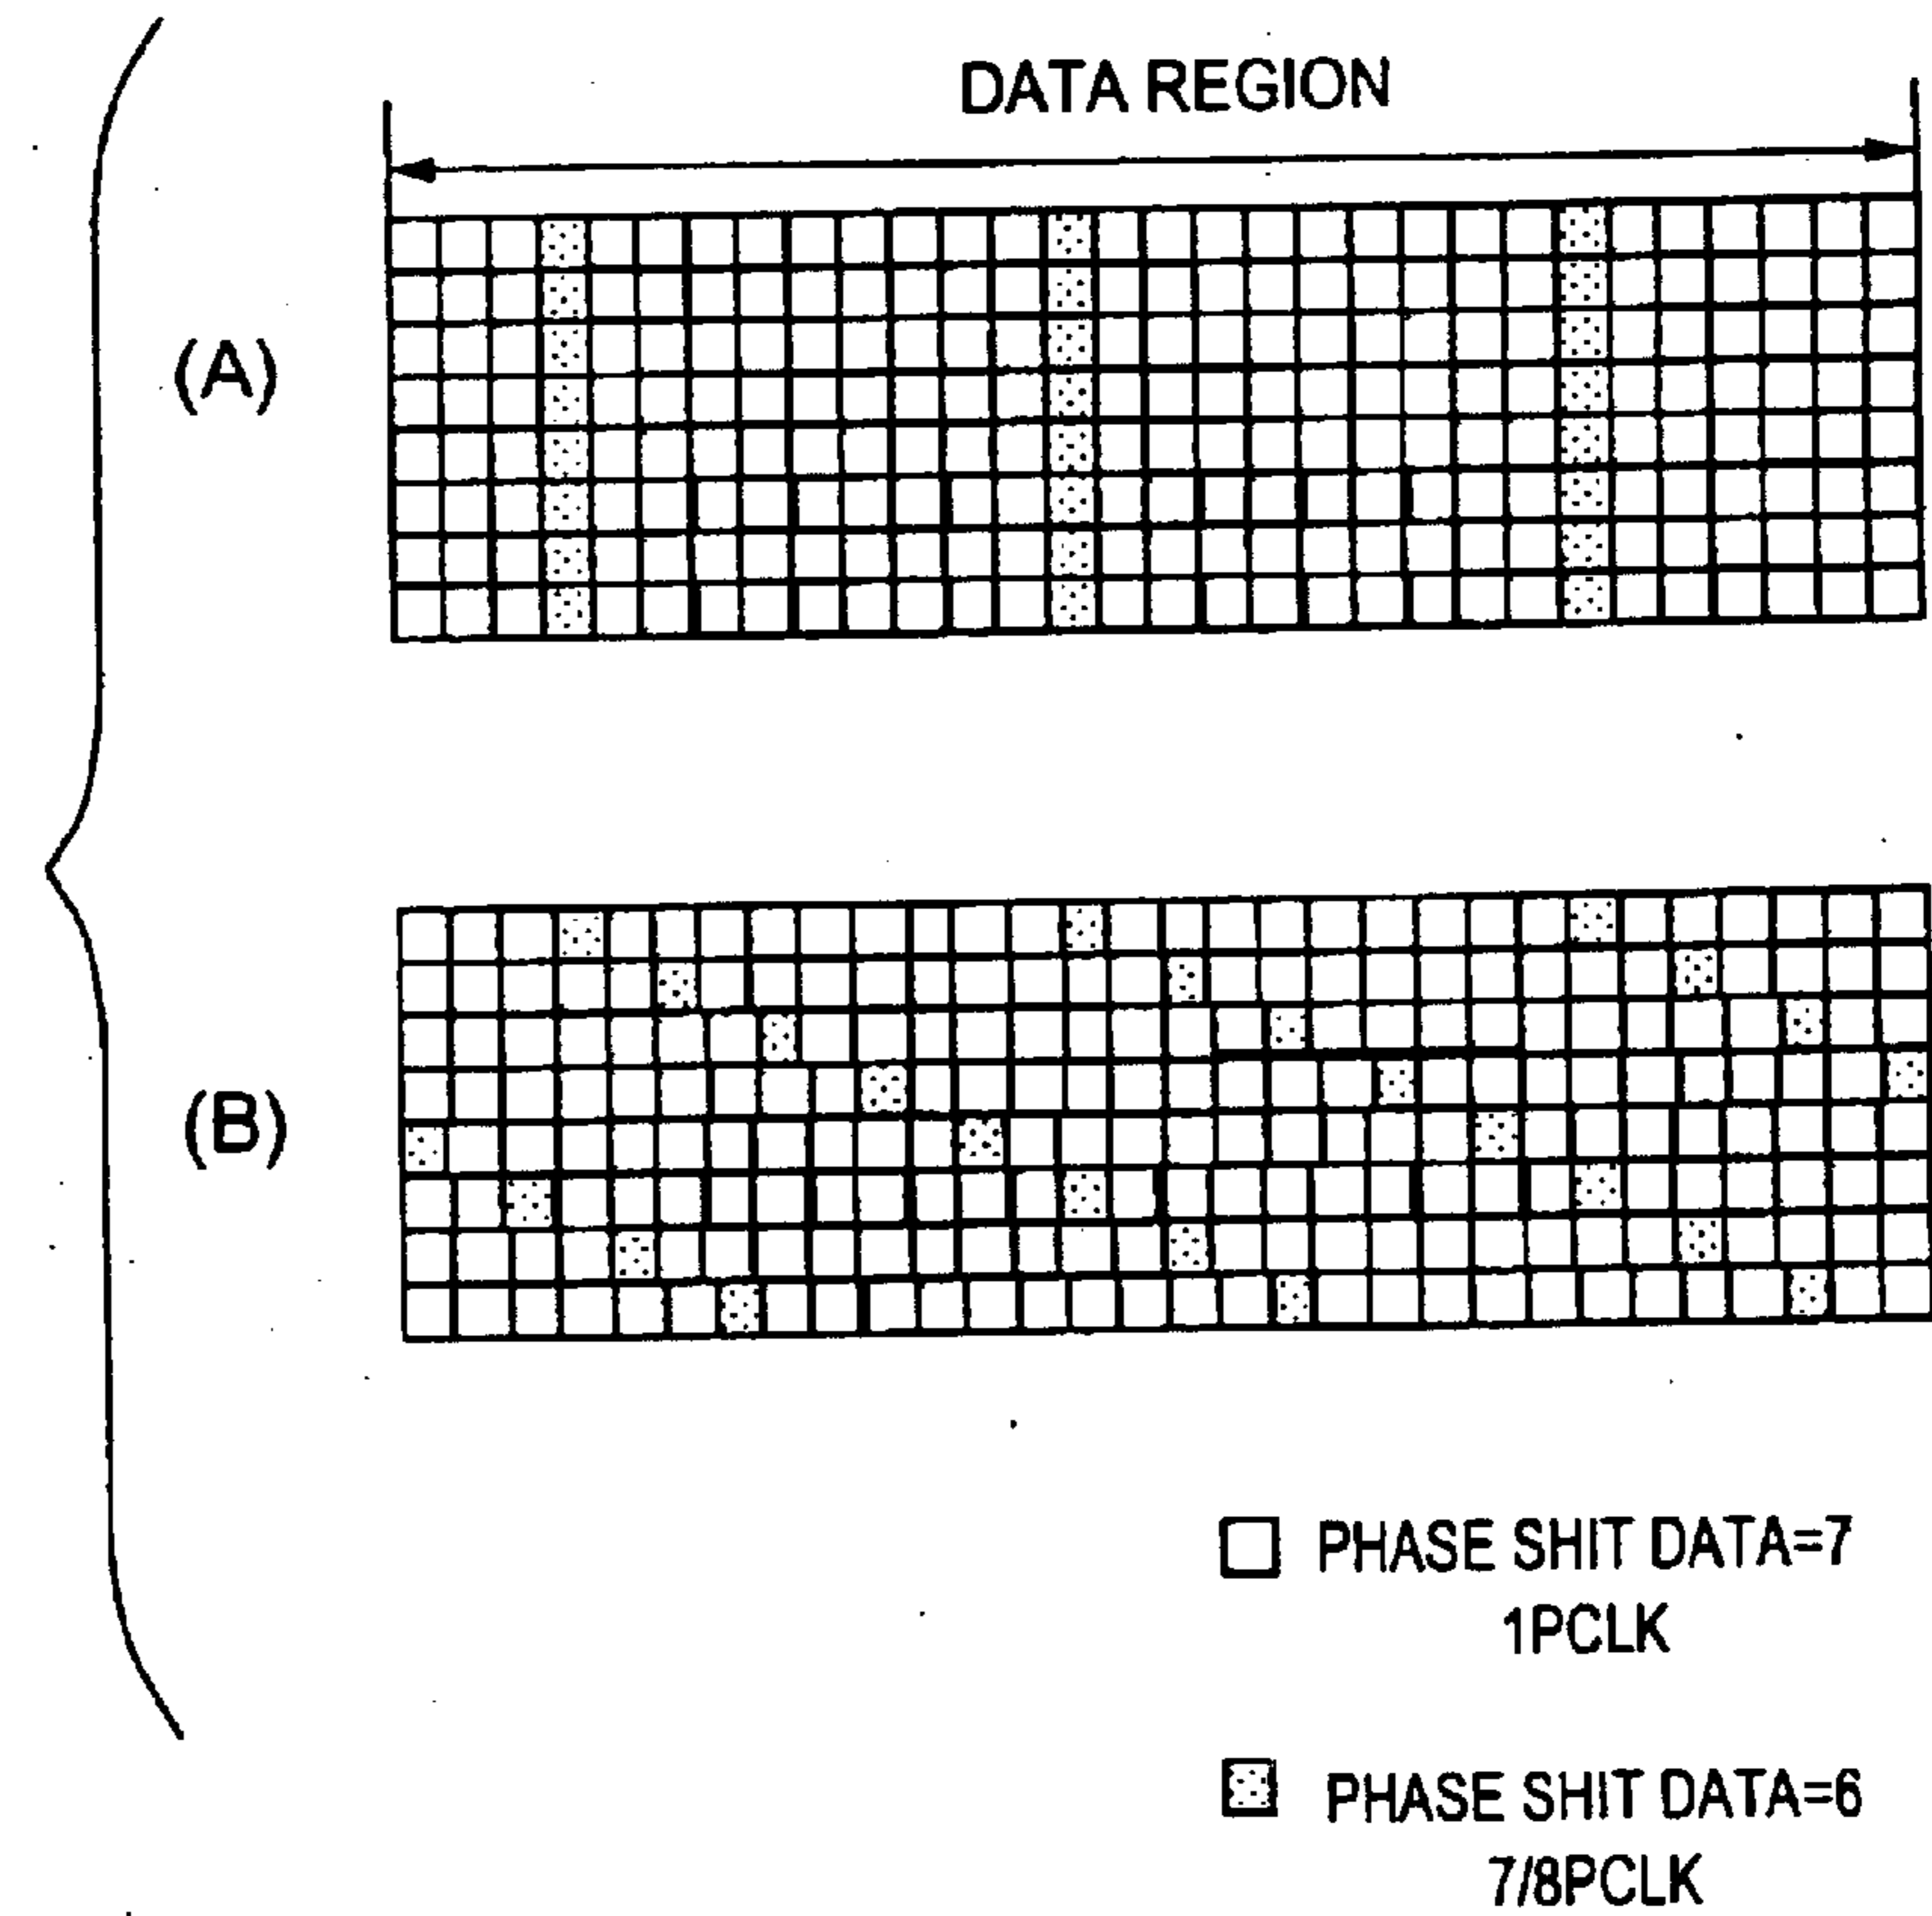 DATA REGION
(A)
(B)
PHASE SHIT DATA=7
1PCLK
PHASE SHIT DATA=6
7/8PCLK